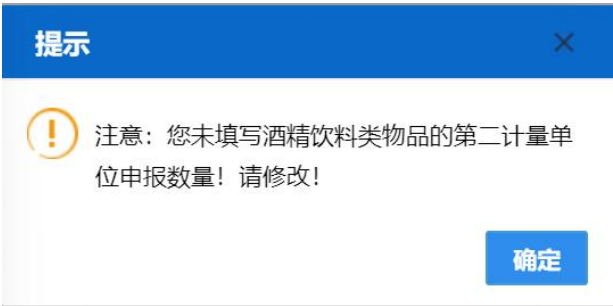 提示
注意：您未填写酒精饮料类物品的第二计量单
位申报数量！请修改！
确定